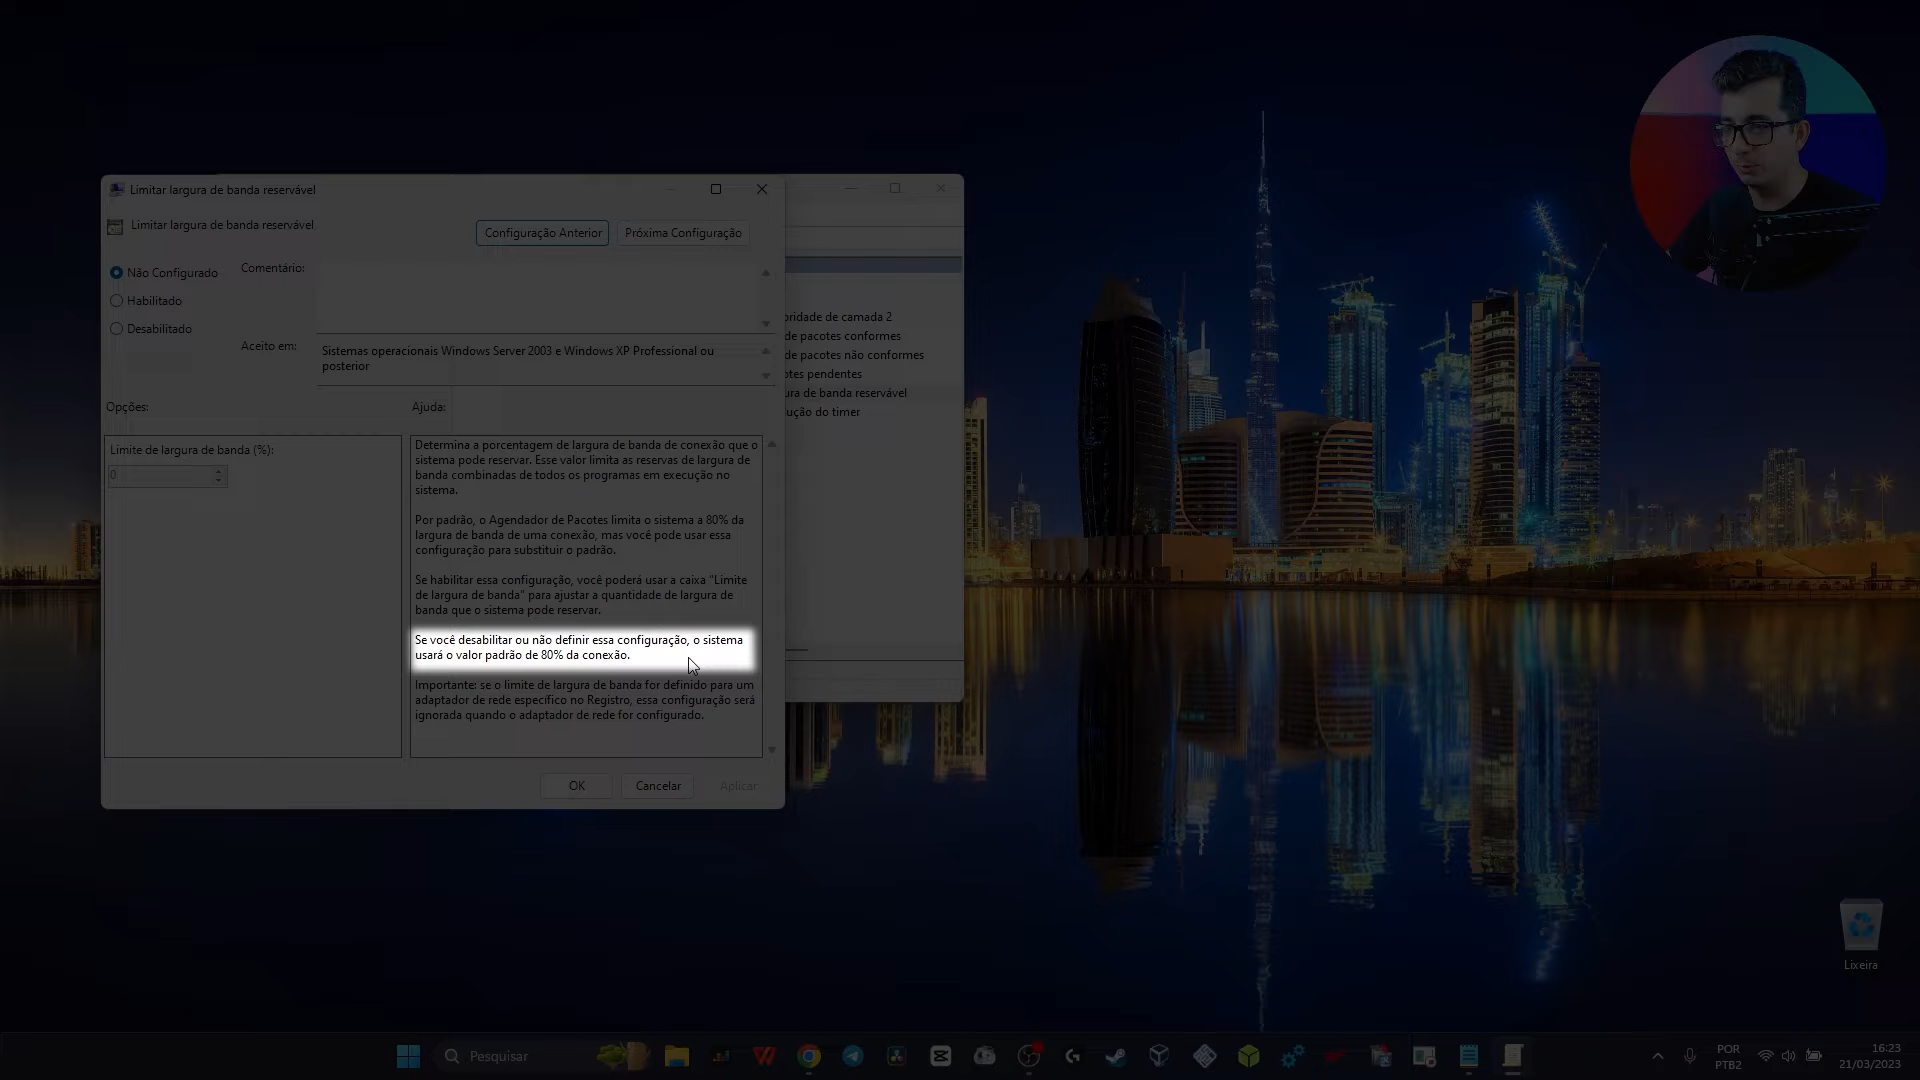 Limitar largura de banda reservável
Limitar largura de banda reservável
Configuração Anterior
Próxima Configuração
Não Configurado
Habilitado
Desabilitado
Comentário:
Aceito em:
Sistemas operacionais Windows Server 2003 e Windows XP Professional ou
posterior
Opções:
Ajuda:
Limite de largura de banda (%):
0
Determina a porcentagem de largura de banda de conexão que o
sistema pode reservar. Esse valor limita as reservas de largura de
banda combinadas de todos os programas em execução no
sistema.
Por padrão, o Agendador de Pacotes limita o sistema a 80% da
largura de banda de uma conexão, mas você pode usar essa
configuração para substituir o padrão.
Se habilitar essa configuração, você poderá usar a caixa "Limite
de largura de banda" para ajustar a quantidade de largura de
banda que o sistema pode reservar.
Se você desabilitar ou não definir essa configuração, o sistema
usará o valor padrão de 80% da conexão.
Importante: se o limite de largura de banda for definido para um
adaptador de rede específico no Registro, essa configuração será
ignorada quando o adaptador de rede for configurado.
OK
Cancelar
Aplicar
oridade de camada 2
de pacotes conformes
de pacotes não conformes
otes pendentes
ura de banda reservável
lução do timer
Lixeira
Pesquisar
POR
PTB2
16:23
21/03/2023